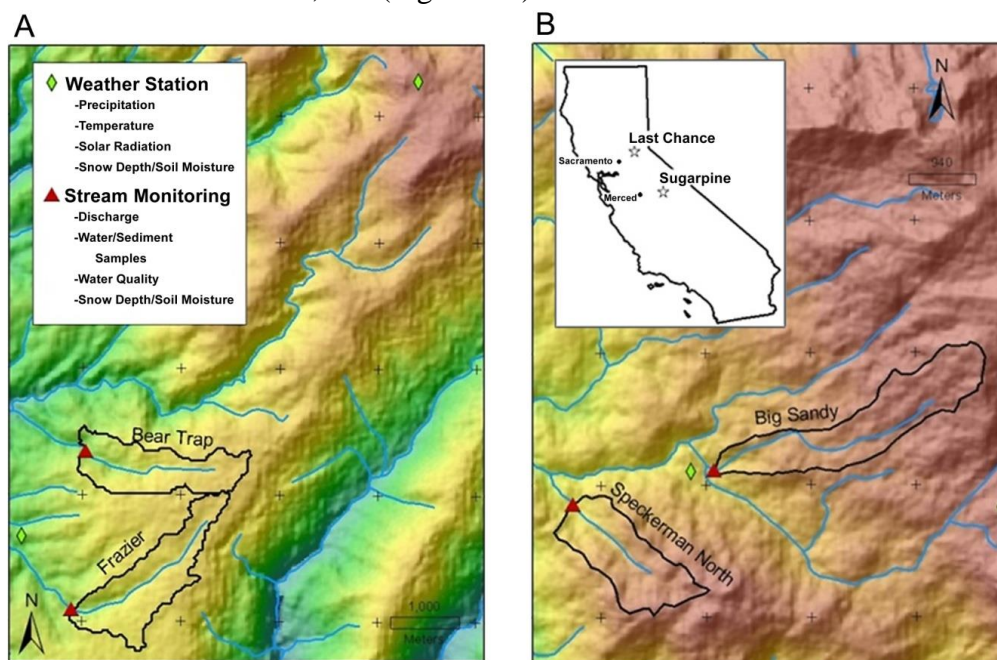 A
Weather Station
-Precipitation
-Temperature
-Solar Radiation
-Snow Depth/Soil Moisture
Stream Monitoring
-Discharge
-Water/Sediment
Samples
-Water Quality
-Snow Depth/Soil Moisture
Bear Trap
Frazier
N
1,000
Meters
B
N
Last Chance
Sacramento
Sugarpine
Merced
940
Meters
Big Sandy
Speckerman North